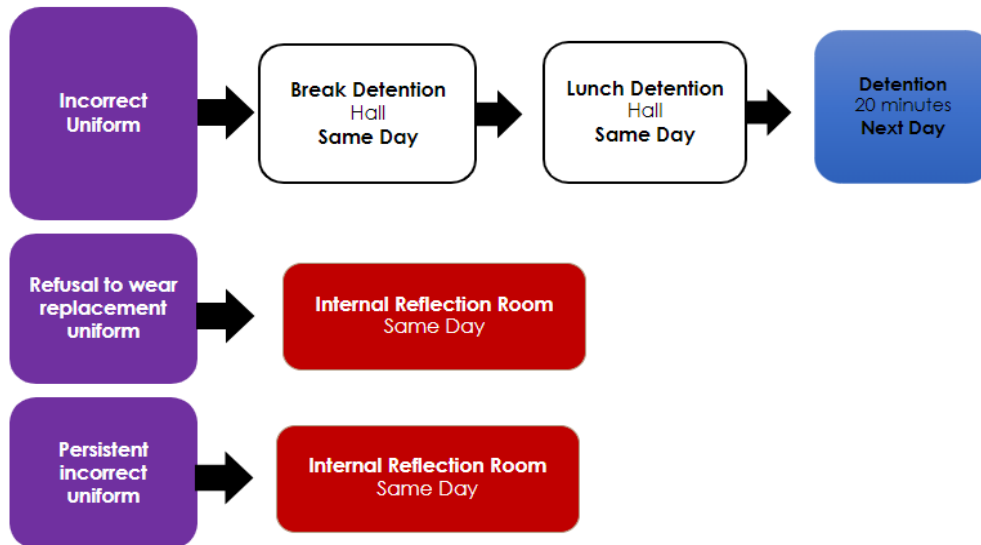 Incorrect
Uniform
Break Detention
Hall
Same Day
Lunch Detention
Hall
Same Day
Detention
20 minutes
Next Day
Refusal to wear
replacement
uniform
Internal Reflection Room
Same Day
Persistent
incorrect
uniform
Internal Reflection Room
Same Day